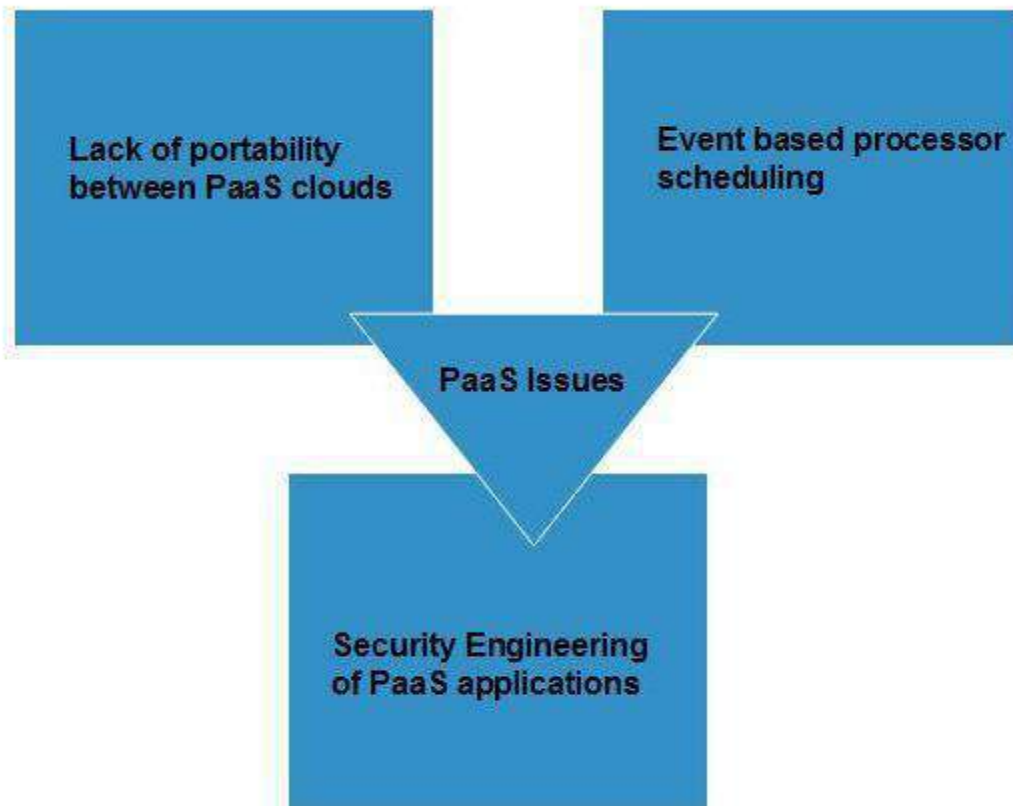 Lack of portability
between PaaS clouds
Event based processor
scheduling
PaaS Issues
Security Engineering
of PaaS applications